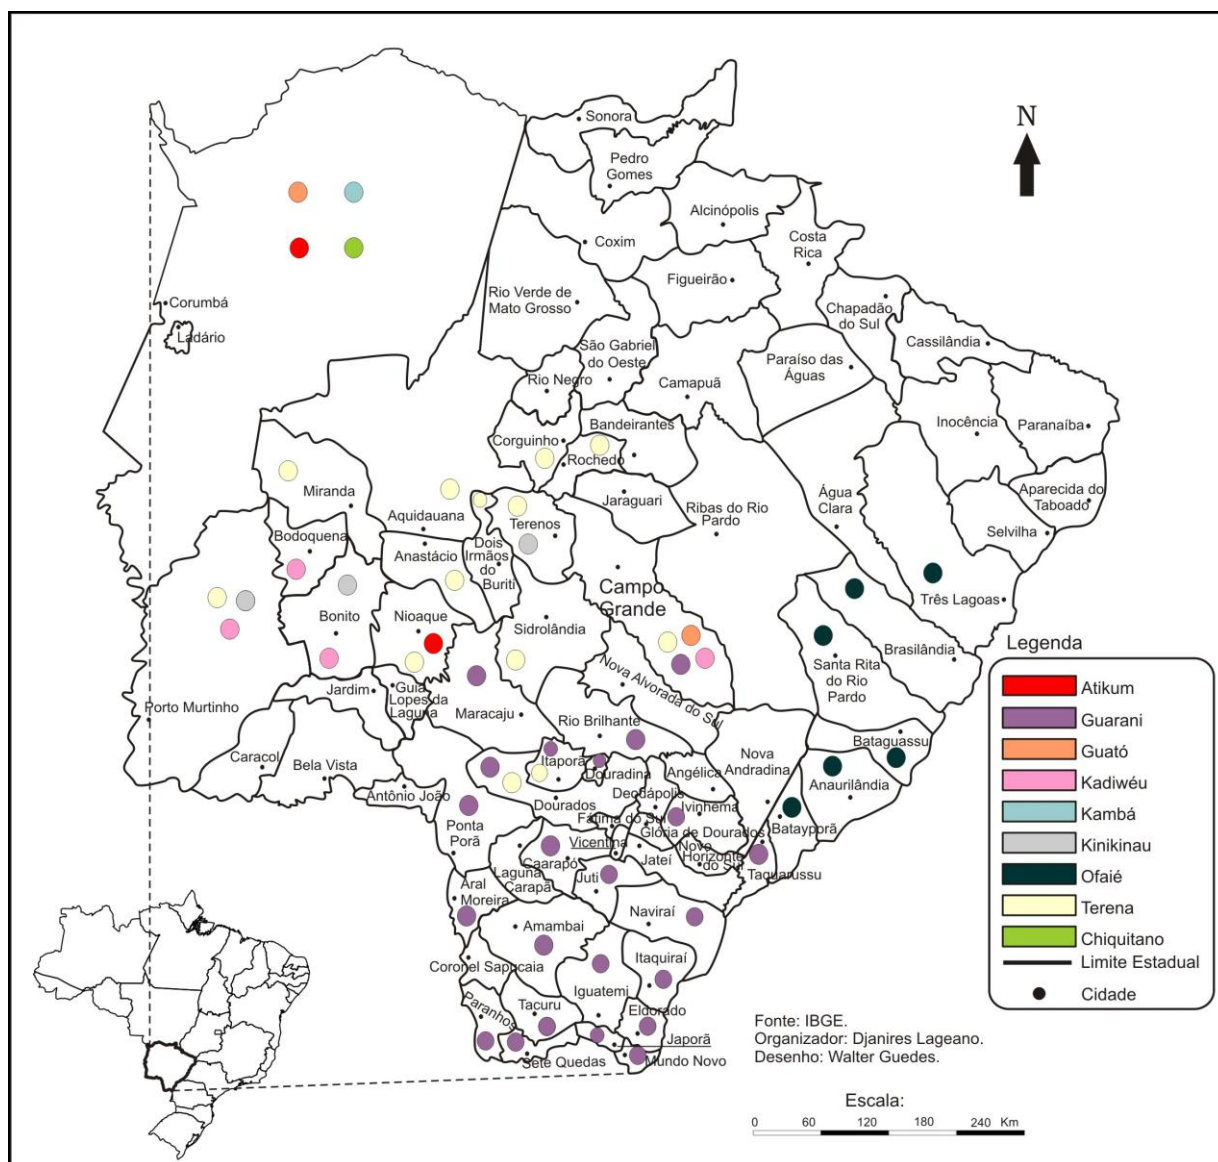 N
Sonora
Pedro
Gomes
Alcinópolis
Coxim
Costa
Rica
Figueirão
Rio Verde de
Mato Grosso
Corumbá
Ladário
Chapadão
do Sul
Cassilândia
São Gabriel
do Oeste
Paraíso das
Águas
Rio Negro
Camapuã
Inocência
Paranaíba
Bandeirantes
Corguinho
Rochedo
Miranda
Jaraguari
Água
Clara
Aparecida do
Taboado
Ribas do Rio
Pardo
Selvilha
Aquidauana
Terenos
Bodoquena
Anastácio
Dois
Irmãos
do
Buriti
Campo
Grande
Três Lagoas
Bonito
Nioaque
Sidrolândia
Brasilândia
Santa Rita
do Rio
Pardo
Nova Alvorada do Sul
Jardim
Guia
Lopes da
Laguna
Porto Murtinho
Maracaju
Rio Brilhante
Bataguassu
Caracol
Bela Vista
Itaporã
Douradina
Angélica
Nova
Andradina
Anaurilândia
Antônio João
Dourados
Deodápolis
Ivinhema
Fátima do Sul
Glória de Dourados
Batayporã
Ponta
Porã
Vicentina
Novo
Horizonte
do Sul
Caarapó
Jateí
Taquarussu
Laguna
Carapã
Juti
Aral
Moreira
Naviraí
Amambai
Coronel Sapucaia
Itaquiraí
Iguatemi
Paranhos
Tacuru
Eldorado
Japorã
Sete Quedas
Mundo Novo
Legenda
Atikum
Guarani
Guató
Kadiwéu
Kambá
Kinikinau
Ofaié
Terena
Chiquitano
Limite Estadual
Cidade
Fonte: IBGE.
Organizador: Djanires Lageano.
Desenho: Walter Guedes.
Escala:
0 60 120 180 240 Km